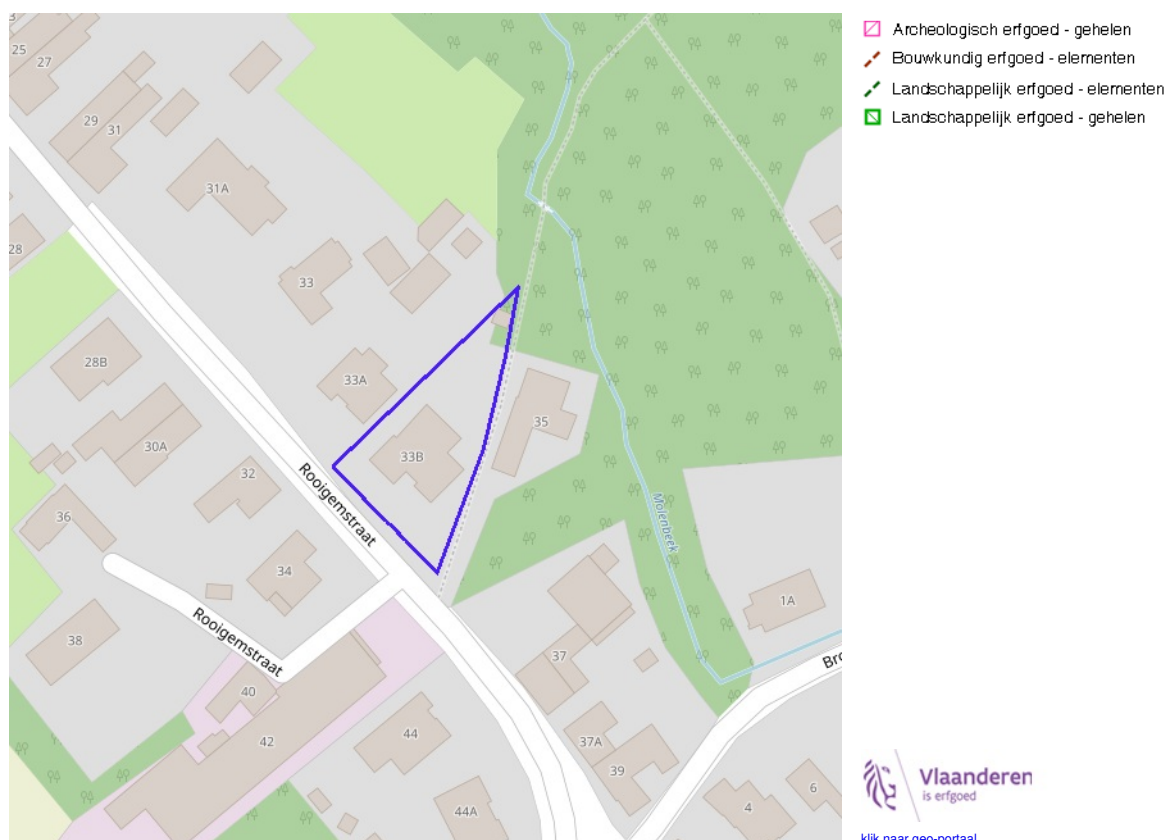 Archeologisch erfgoed - gehelen
Bouwkundig erfgoed - elementen
Landschappelijk erfgoed - elementen
Landschappelijk erfgoed - gehelen
25
27
29
31
31A
28
33
28B
33A
30A
35
33B
32
Rooigemstraat
36
Molenbeek
34
1A
Rooigemstraat
38
37
Bro
40
42
44
37A
39
44A
4
6
Vlaanderen
is erfgoed
klik naar geo-portaal